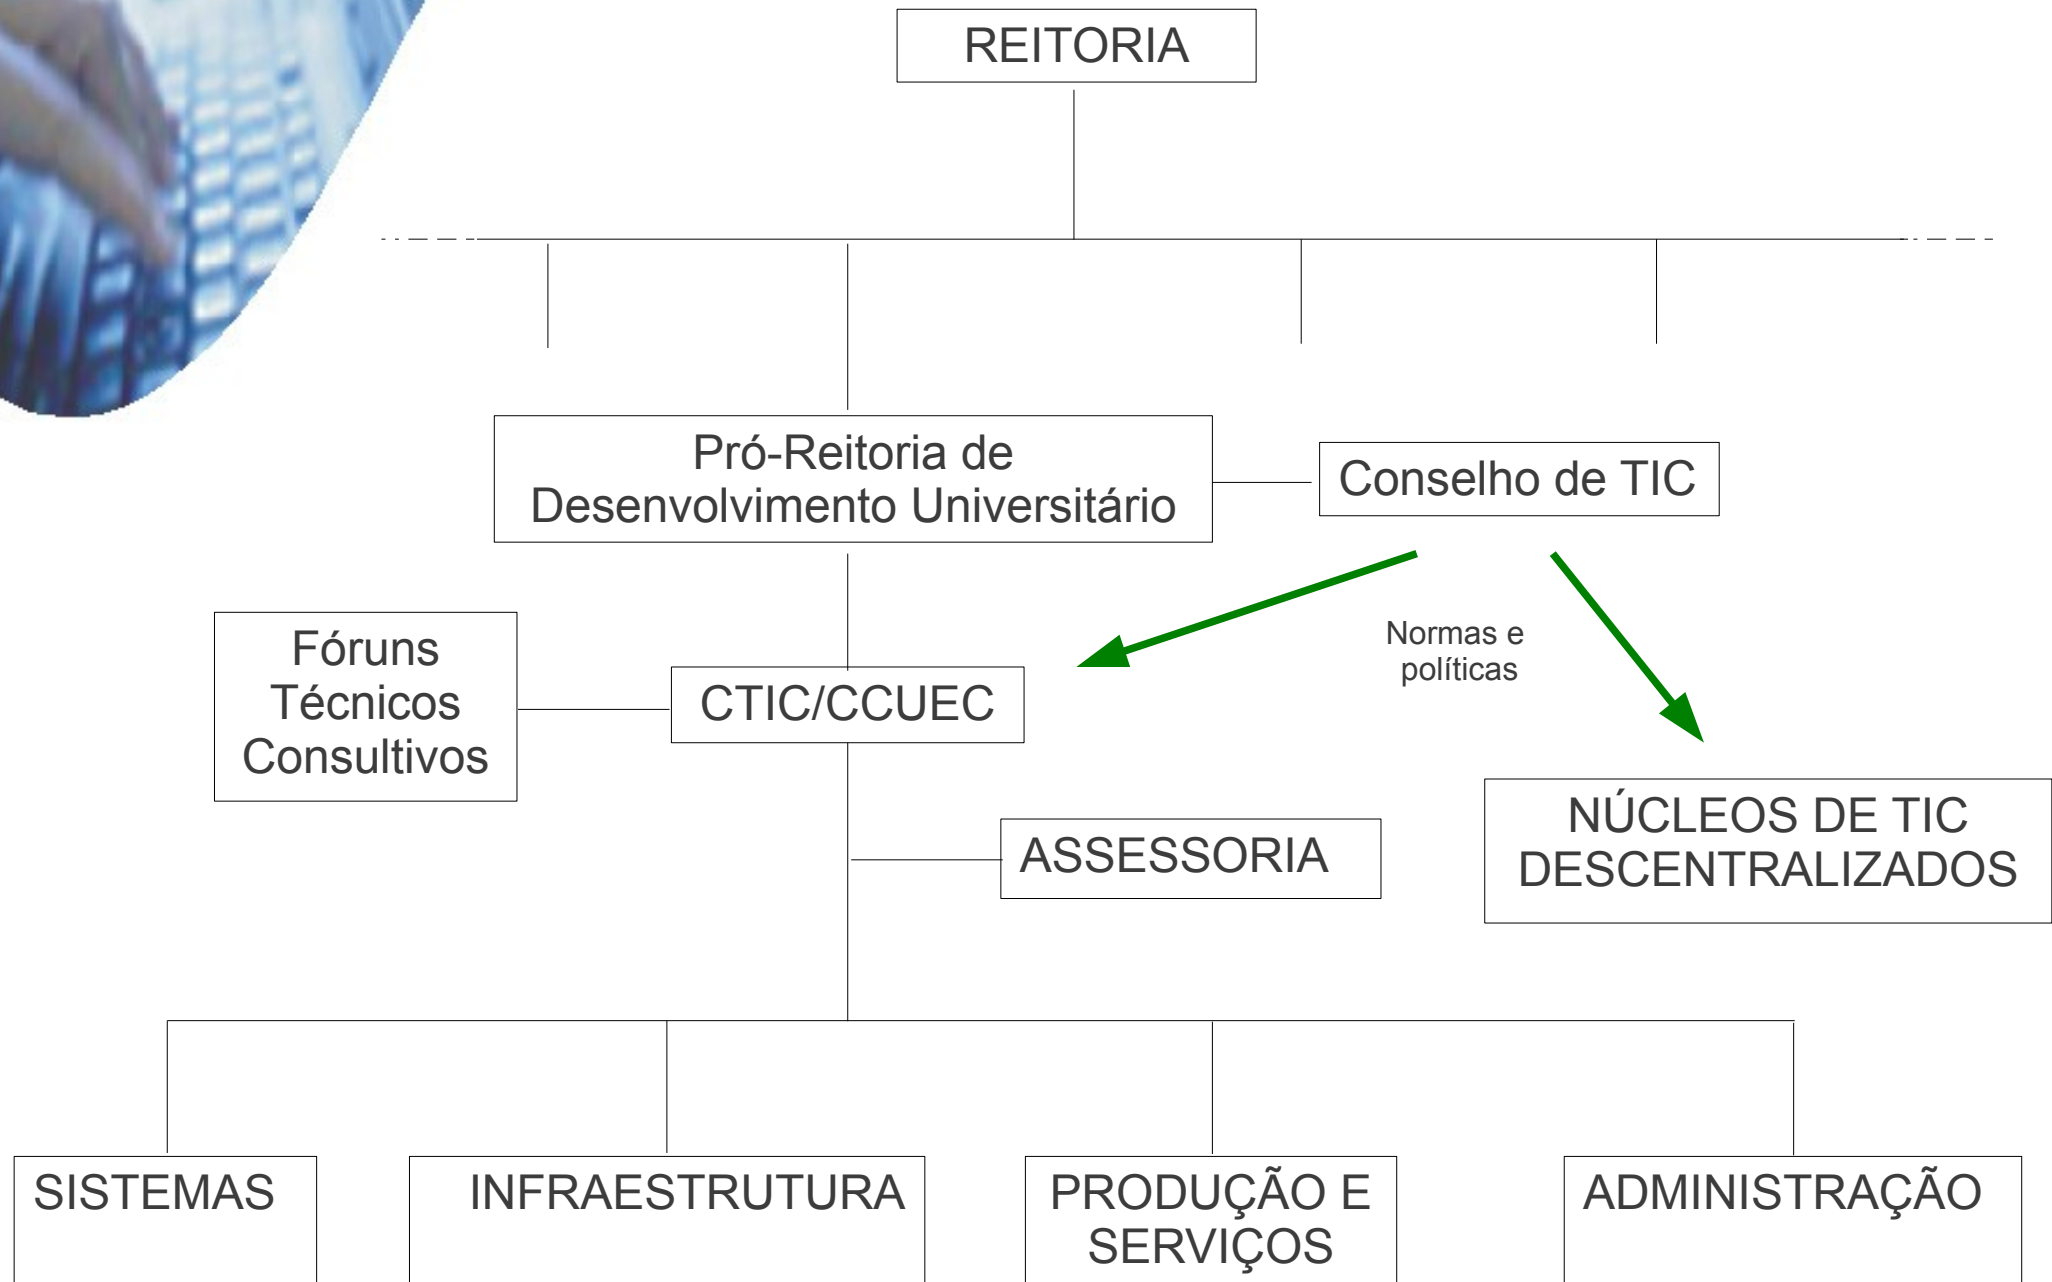 REITORIA
Pró-Reitoria de
Desenvolvimento Universitário
Conselho de TIC
Normas e
políticas
Fóruns
Técnicos
Consultivos
CTIC/CCUEC
ASSESSORIA
NÚCLEOS DE TIC
DESCENTRALIZADOS
SISTEMAS
INFRAESTRUTURA
PRODUÇÃO E
SERVIÇOS
ADMINISTRAÇÃO